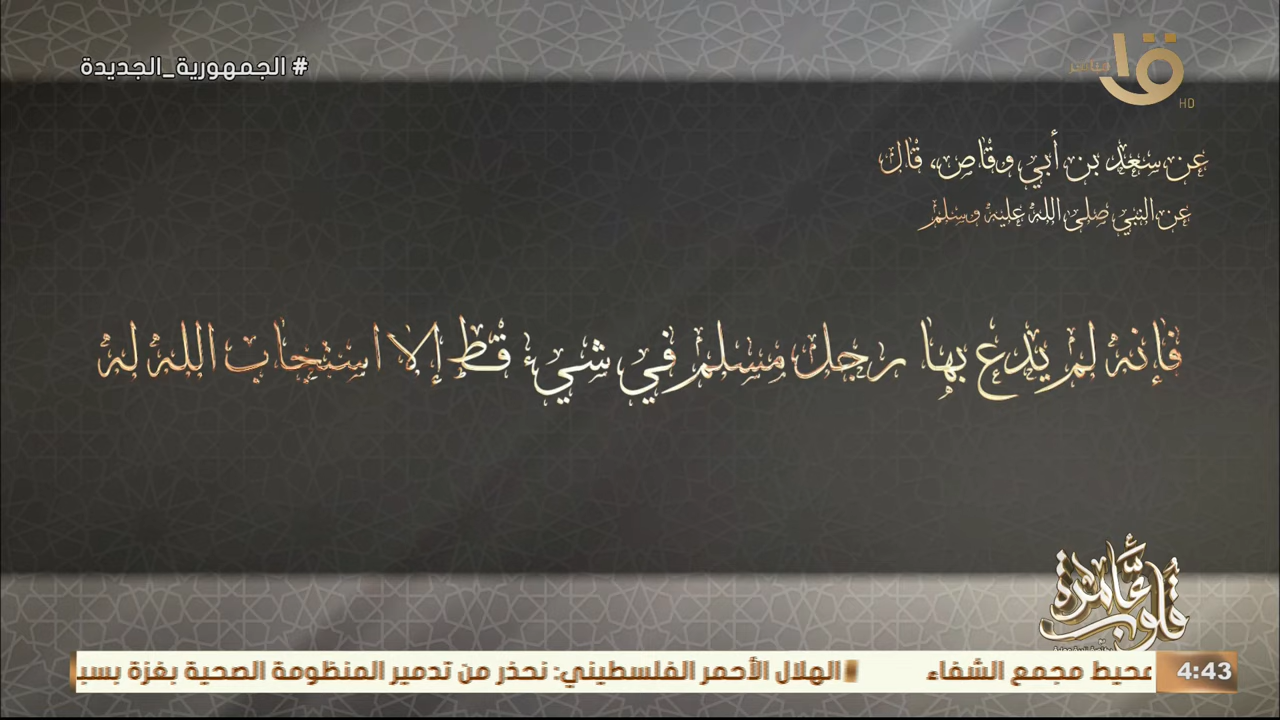 # الجمهورية_الجديدة
مباشر
HD
عن سعد بن أبي وقاص، قال
عن النبي صلى الله عليه وسلم
فإنه لم يدع بها رجل مسلم في شيء قط إلا استجاب الله له
قلوب عامرة
4:43 محيط مجمع الشفاء الهلال الأحمر الفلسطيني: نحذر من تدمير المنظومة الصحية بغزة